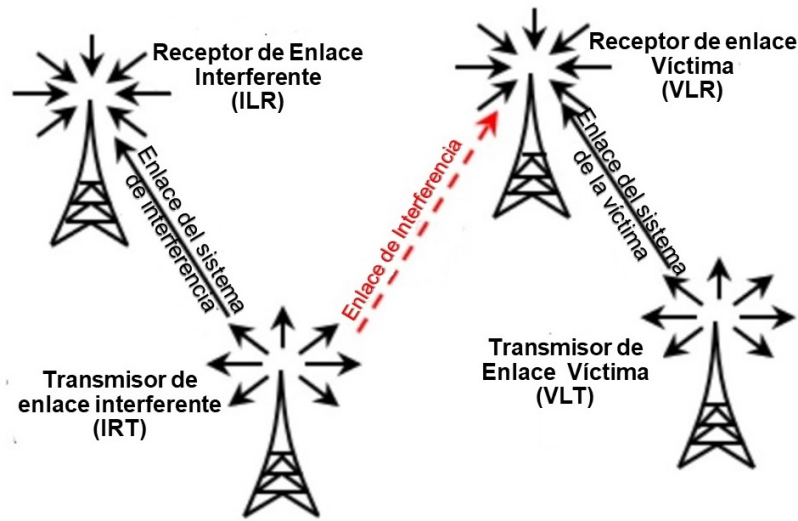 Receptor de Enlace
Interferente
(ILR)
Receptor de enlace
Víctima
(VLR)
Enlace del sistema
de interferencia
Enlace de Interferencia
Enlace del sistema
de la víctima
Transmisor de
enlace interferente
(IRT)
Transmisor de
Enlace Víctima
(VLT)